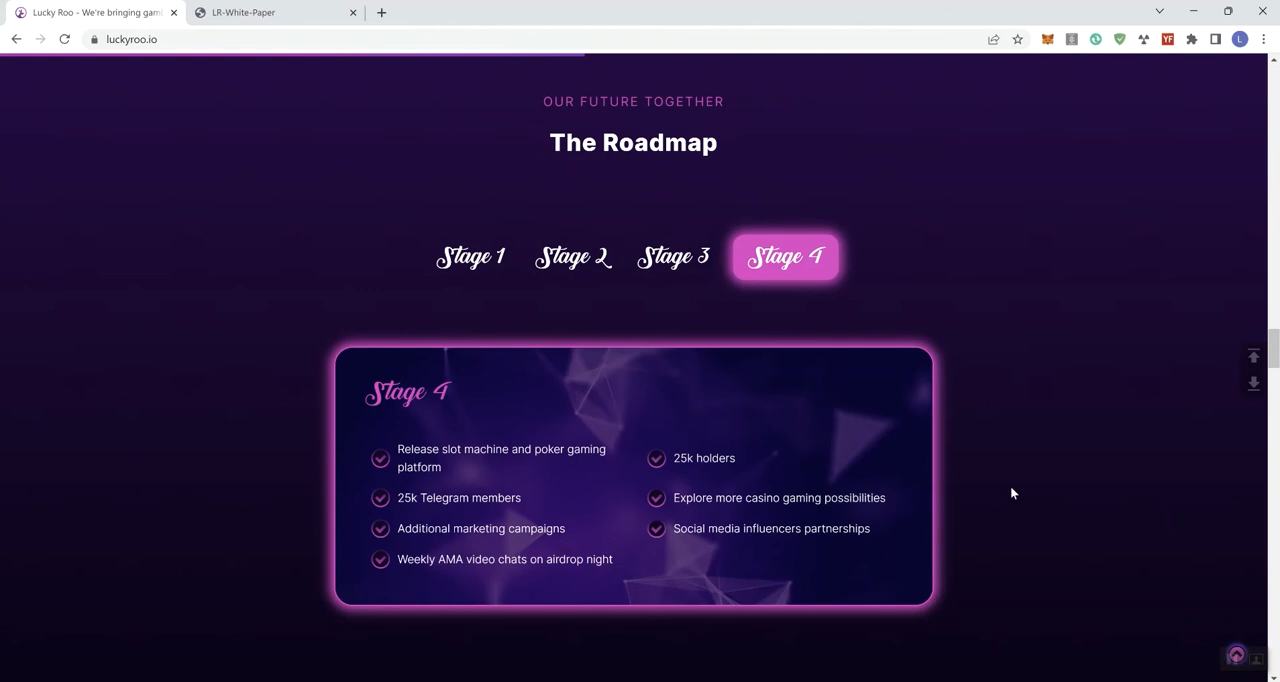 Lucky Roo - We're bringing gami
LR-White-Paper
luckyroo.io
YF
L
OUR FUTURE TOGETHER
The Roadmap
Stage 1
Stage 2
Stage 3
Stage 4
Stage 4
Release slot machine and poker gaming
platform
25k holders
25k Telegram members
Explore more casino gaming possibilities
Additional marketing campaigns
Social media influencers partnerships
Weekly AMA video chats on airdrop night